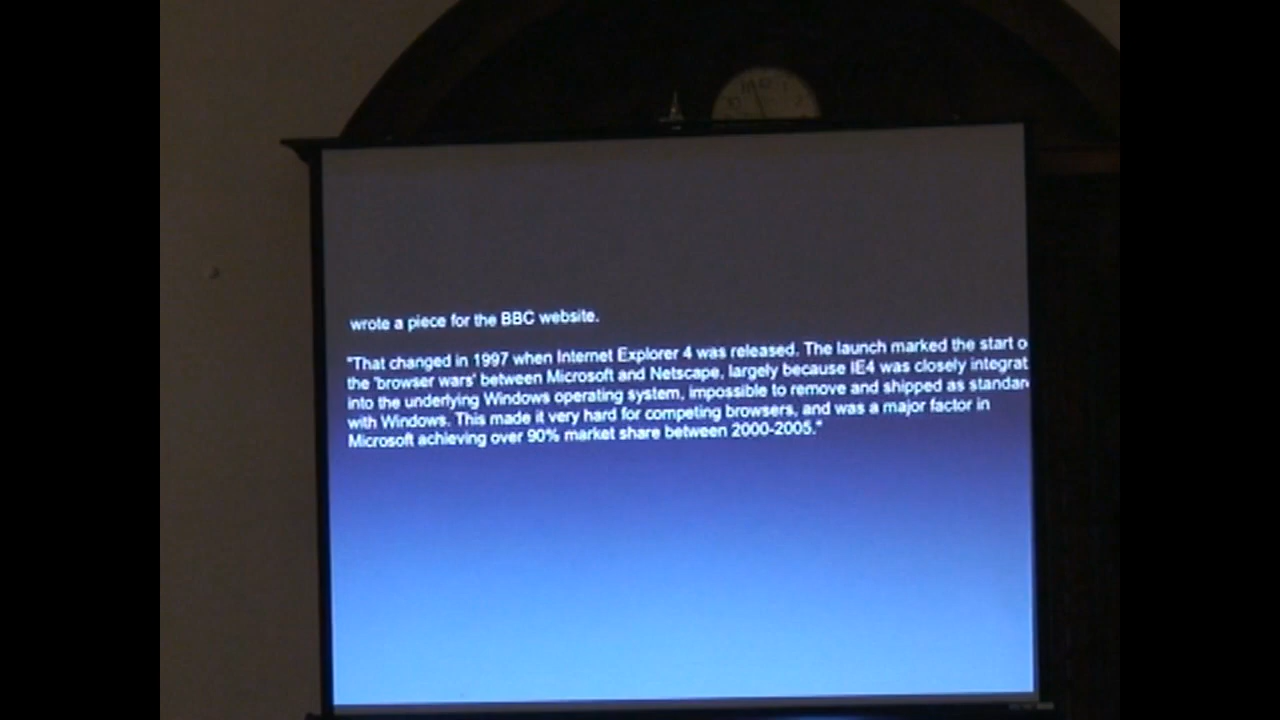 wrote a piece for the BBC website.
"That changed in 1997 when Internet Explorer 4 was released. The launch marked the start o
the 'browser wars' between Microsoft and Netscape, largely because IE4 was closely integrat
into the underlying Windows operating system, impossible to remove and shipped as standar
with Windows. This made it very hard for competing browsers, and was a major factor in
Microsoft achieving over 90% market share between 2000-2005."